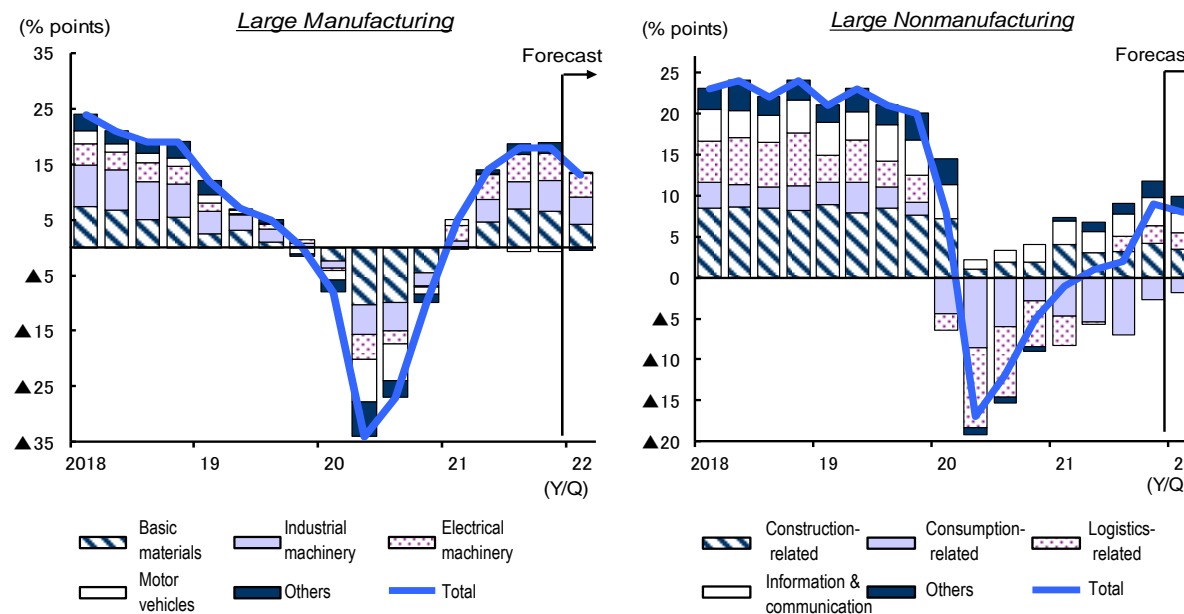 Large Manufacturing
(% points)
Forecast
35
25
15
5
▲5
▲15
▲25
▲35
2018 19 20 21 22
(Y/Q)
Basic materials
Industrial machinery
Electrical machinery
Motor vehicles
Others
Total
Large Nonmanufacturing
(% points)
Forecas
25
20
15
10
5
0
▲5
▲10
▲15
▲20
2018 19 20 21 2
(Y/Q
Construction-related
Consumption-related
Logistics-related
Information & communication
Others
Total